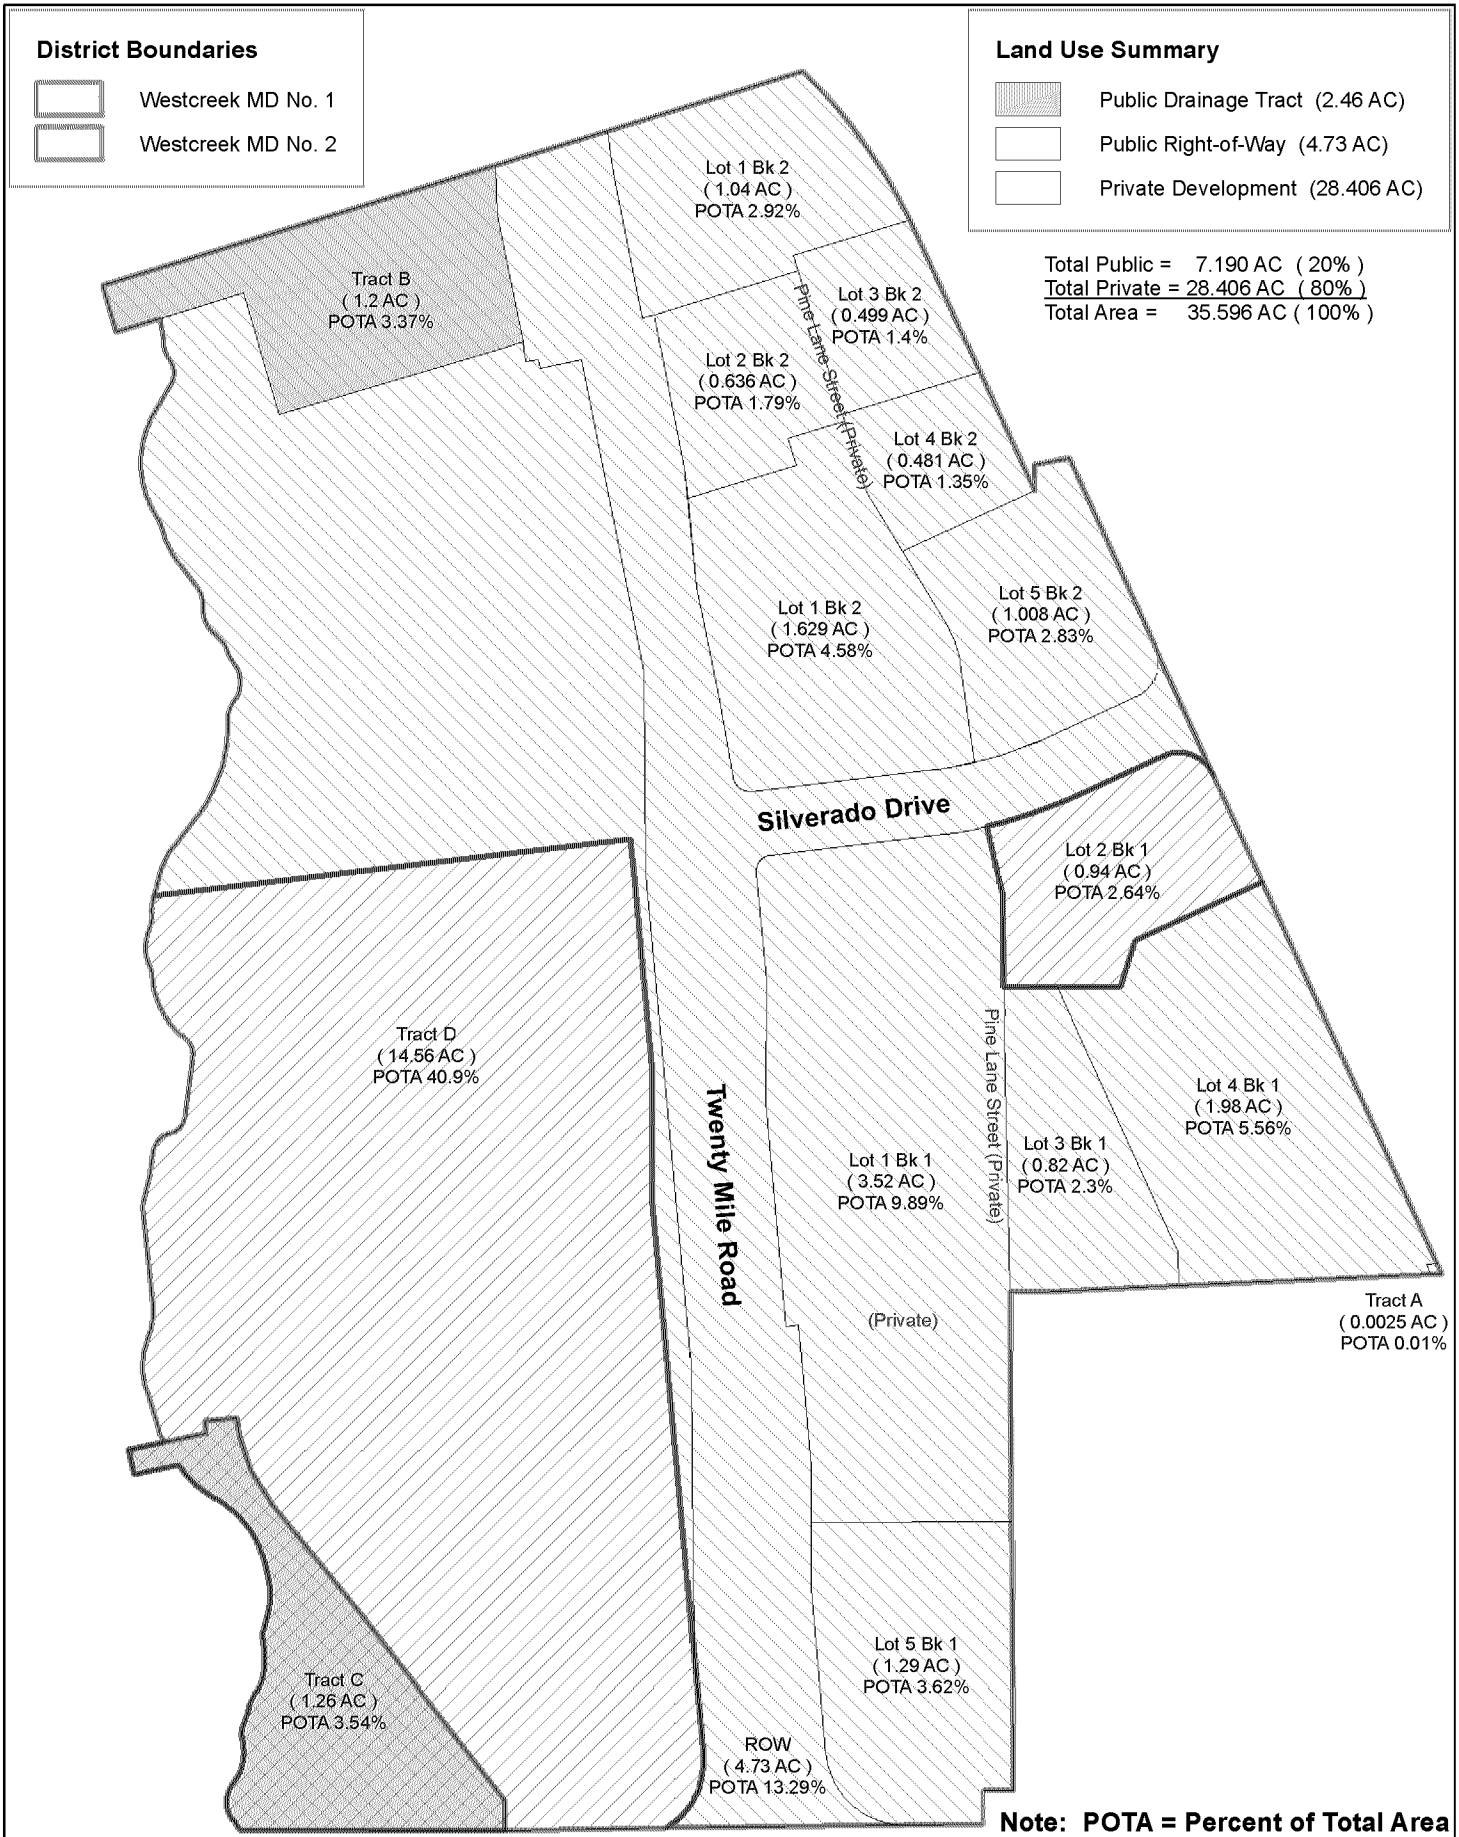 District Boundaries
Westcreek MD No. 1
Westcreek MD No. 2
Land Use Summary
Public Drainage Tract (2.46 AC)
Public Right-of-Way (4.73 AC)
Private Development (28.406 AC)
Total Public = 7.190 AC ( 20% )
Total Private = 28.406 AC ( 80% )
Total Area = 35.596 AC ( 100% )
Lot 1 Bk 2
( 1.04 AC )
POTA 2.92%
Tract B
( 1.2 AC )
POTA 3.37%
Lot 3 Bk 2
( 0.499 AC )
POTA 1.4%
Pine Lane Street (Private)
Lot 2 Bk 2
( 0.636 AC )
POTA 1.79%
Lot 4 Bk 2
( 0.481 AC )
POTA 1.35%
Lot 5 Bk 2
( 1.008 AC )
POTA 2.83%
Lot 1 Bk 2
( 1.629 AC )
POTA 4.58%
Silverado Drive
Lot 2 Bk 1
( 0.94 AC )
POTA 2.64%
Tract D
( 14.56 AC )
POTA 40.9%
Twenty Mile Road
Pine Lane Street (Private)
Lot 4 Bk 1
( 1.98 AC )
POTA 5.56%
Lot 3 Bk 1
( 0.82 AC )
POTA 2.3%
Lot 1 Bk 1
( 3.52 AC )
POTA 9.89%
(Private)
Tract A
( 0.0025 AC )
POTA 0.01%
Lot 5 Bk 1
( 1.29 AC )
POTA 3.62%
Tract C
( 1.26 AC )
POTA 3.54%
ROW
( 4.73 AC )
POTA 13.29%
Note: POTA = Percent of Total Area